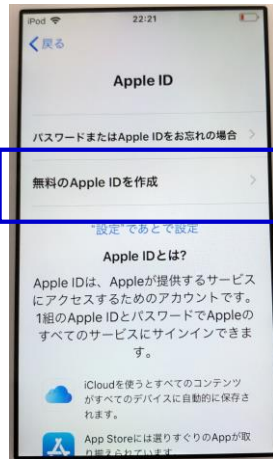 iPod 22:21
戻る
Apple ID
パスワードまたはApple IDをお忘れの場合
無料のApple IDを作成
"設定"であとで設定
Apple IDとは?
Apple IDは、Appleが提供するサービス
にアクセスするためのアカウントです。
1組のApple IDとパスワードでAppleの
すべてのサービスにサインインできま
す。
iCloudを使うとすべてのコンテンツ
がすべてのデバイスに自動的に保存さ
れます。
App Storeには選りすぐりのAppが取
り揃えられています